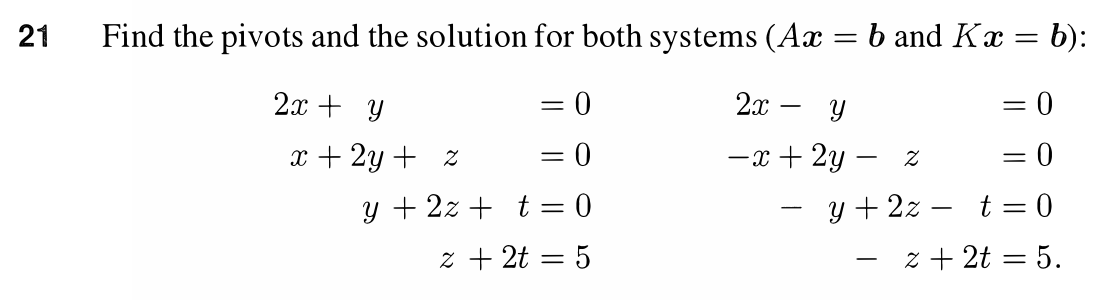 21 Find the pivots and the solution for both systems (Ax = b and Kx = b):
2x + y = 0 2x − y = 0
x + 2y + z = 0 −x + 2y − z = 0
y + 2z + t = 0 − y + 2z − t = 0
z + 2t = 5 − z + 2t = 5.